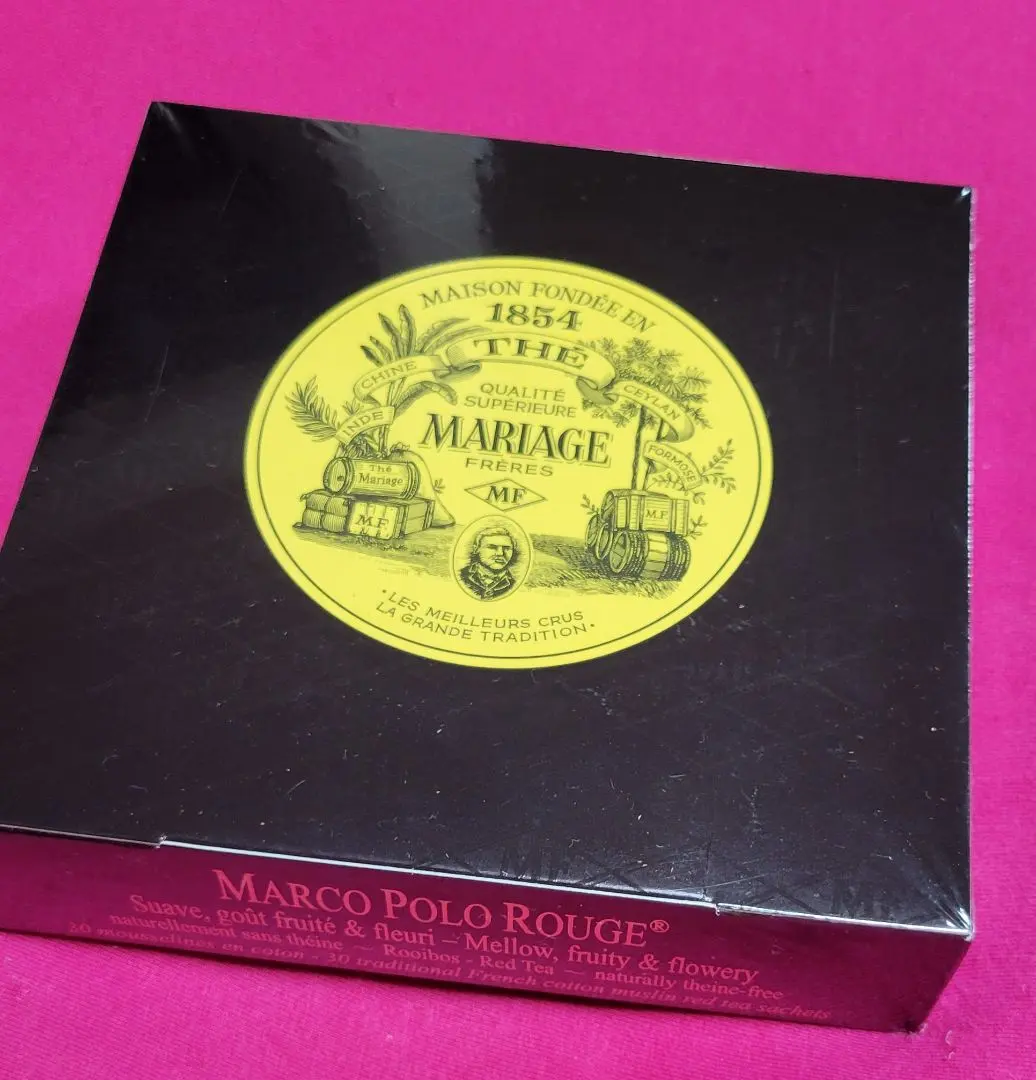 MAISON FONDÉE EN
1854
THE
CHINE
CEYLAN
INDE
FORMOSE
QUALITÉ
SUPÉRIEURE
MARIAGE
FRÈRES
MF
Thé
Mariage
M.F
M.F
• LES MEILLEURS CRUS
LA GRANDE TRADITION •
MARCO POLO ROUGE®
Suave, goût fruité & fleuri – Mellow, fruity & flowery
naturellement sans théine — Rooibos - Red Tea — naturally theine-free
30 mousselines en coton - 30 traditional French cotton muslin red tea sachets